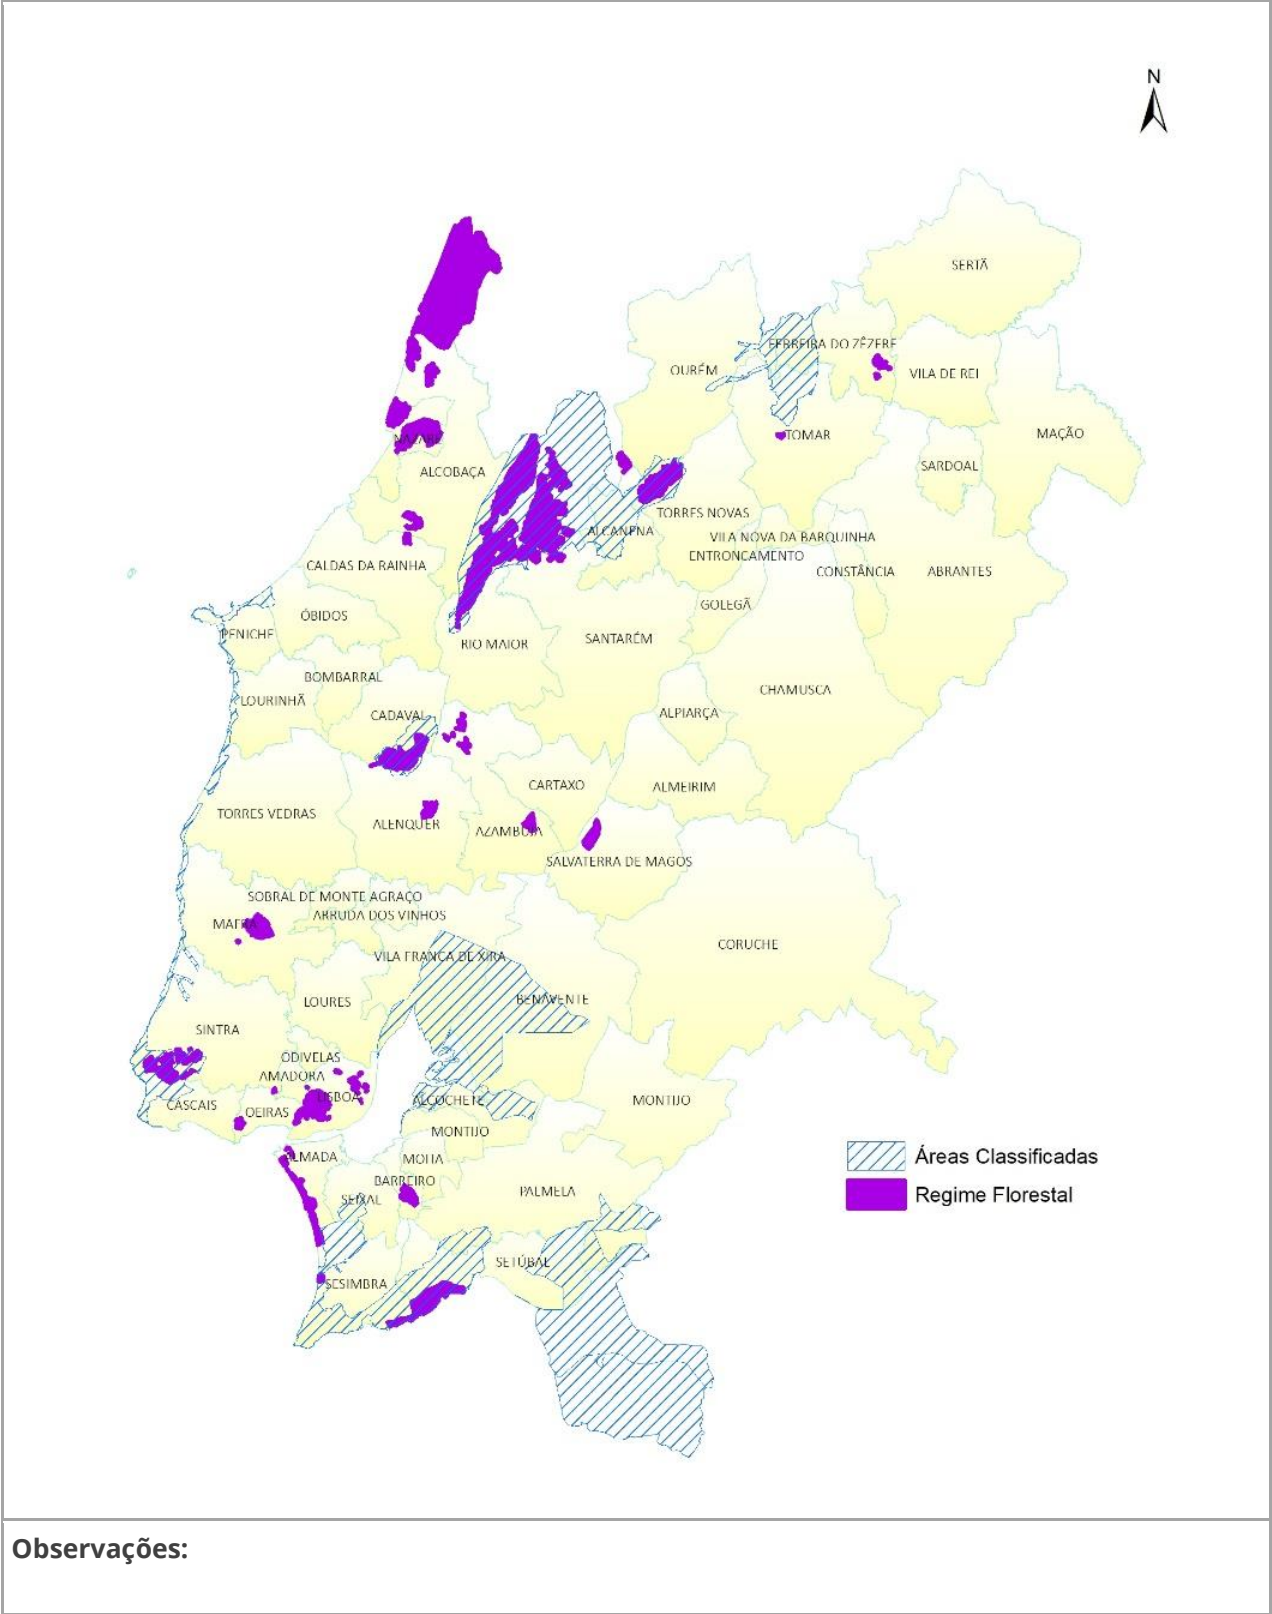 N
SERTÃ
FERREIRA DO ZÊZERE
OURÉM
VILA DE REI
NAZARÉ
TOMAR
MAÇÃO
ALCOBAÇA
SARDOAL
TORRES NOVAS
ALCANENA
VILA NOVA DA BARQUINHA
ENTRONCAMENTO
CALDAS DA RAINHA
CONSTÂNCIA
ABRANTES
GOLEGÃ
ÓBIDOS
PENICHE
RIO MAIOR
SANTARÉM
BOMBARRAL
CHAMUSCA
LOURINHÃ
CADAVAL
ALPIARÇA
CARTAXO
ALMEIRIM
TORRES VEDRAS
ALENQUER
AZAMBUJA
SALVATERRA DE MAGOS
SOBRAL DE MONTE AGRAÇO
ARRUDA DOS VINHOS
MAFRA
CORUCHE
VILA FRANCA DE XIRA
BENAVENTE
LOURES
SINTRA
ODIVELAS
AMADORA
LISBOA
ALCOCHETE
MONTIJO
CASCAIS
OEIRAS
MONTIJO
ALMADA
MOITA
Áreas Classificadas
BARREIRO
SEIXAL
PALMELA
Regime Florestal
SETÚBAL
SESIMBRA
Observações: